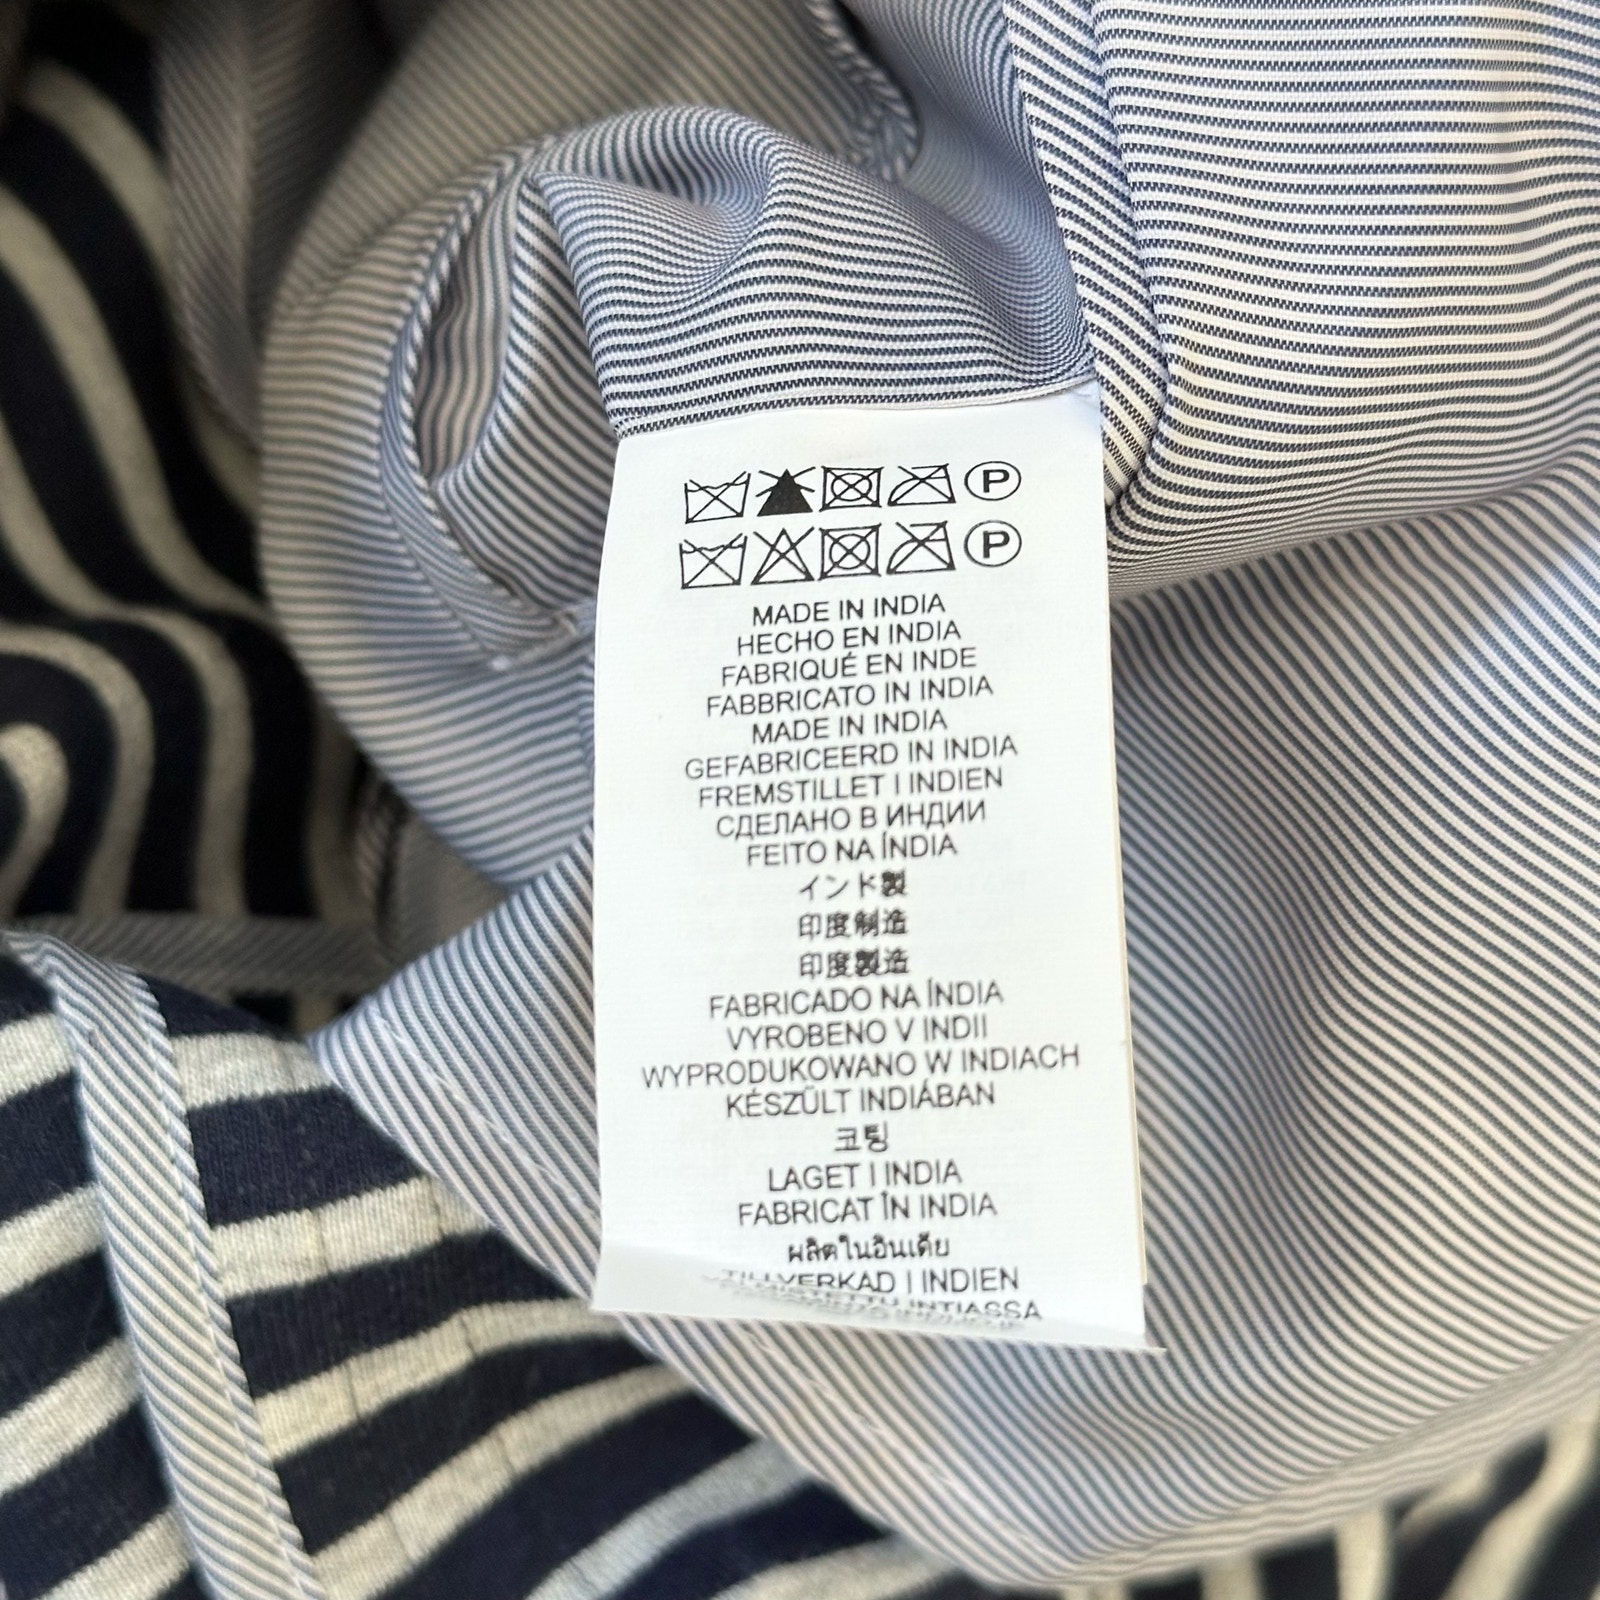 P
P
MADE IN INDIA
HECHO EN INDIA
FABRIQUÉ EN INDE
FABBRICATO IN INDIA
MADE IN INDIA
GEFABRICEERD IN INDIA
FREMSTILLET I INDIEN
СДЕЛАНО В ИНДИИ
FEITO NA ÍNDIA
インド製
印度制造
印度製造
FABRICADO NA ÍNDIA
VYROBENO V INDII
WYPRODUKOWANO W INDIACH
KÉSZÜLT INDIÁBAN
코팅
LAGET I INDIA
FABRICAT ÎN INDIA
ผลิตในอินเดีย
TILLVERKAD I INDIEN
INTIASSA